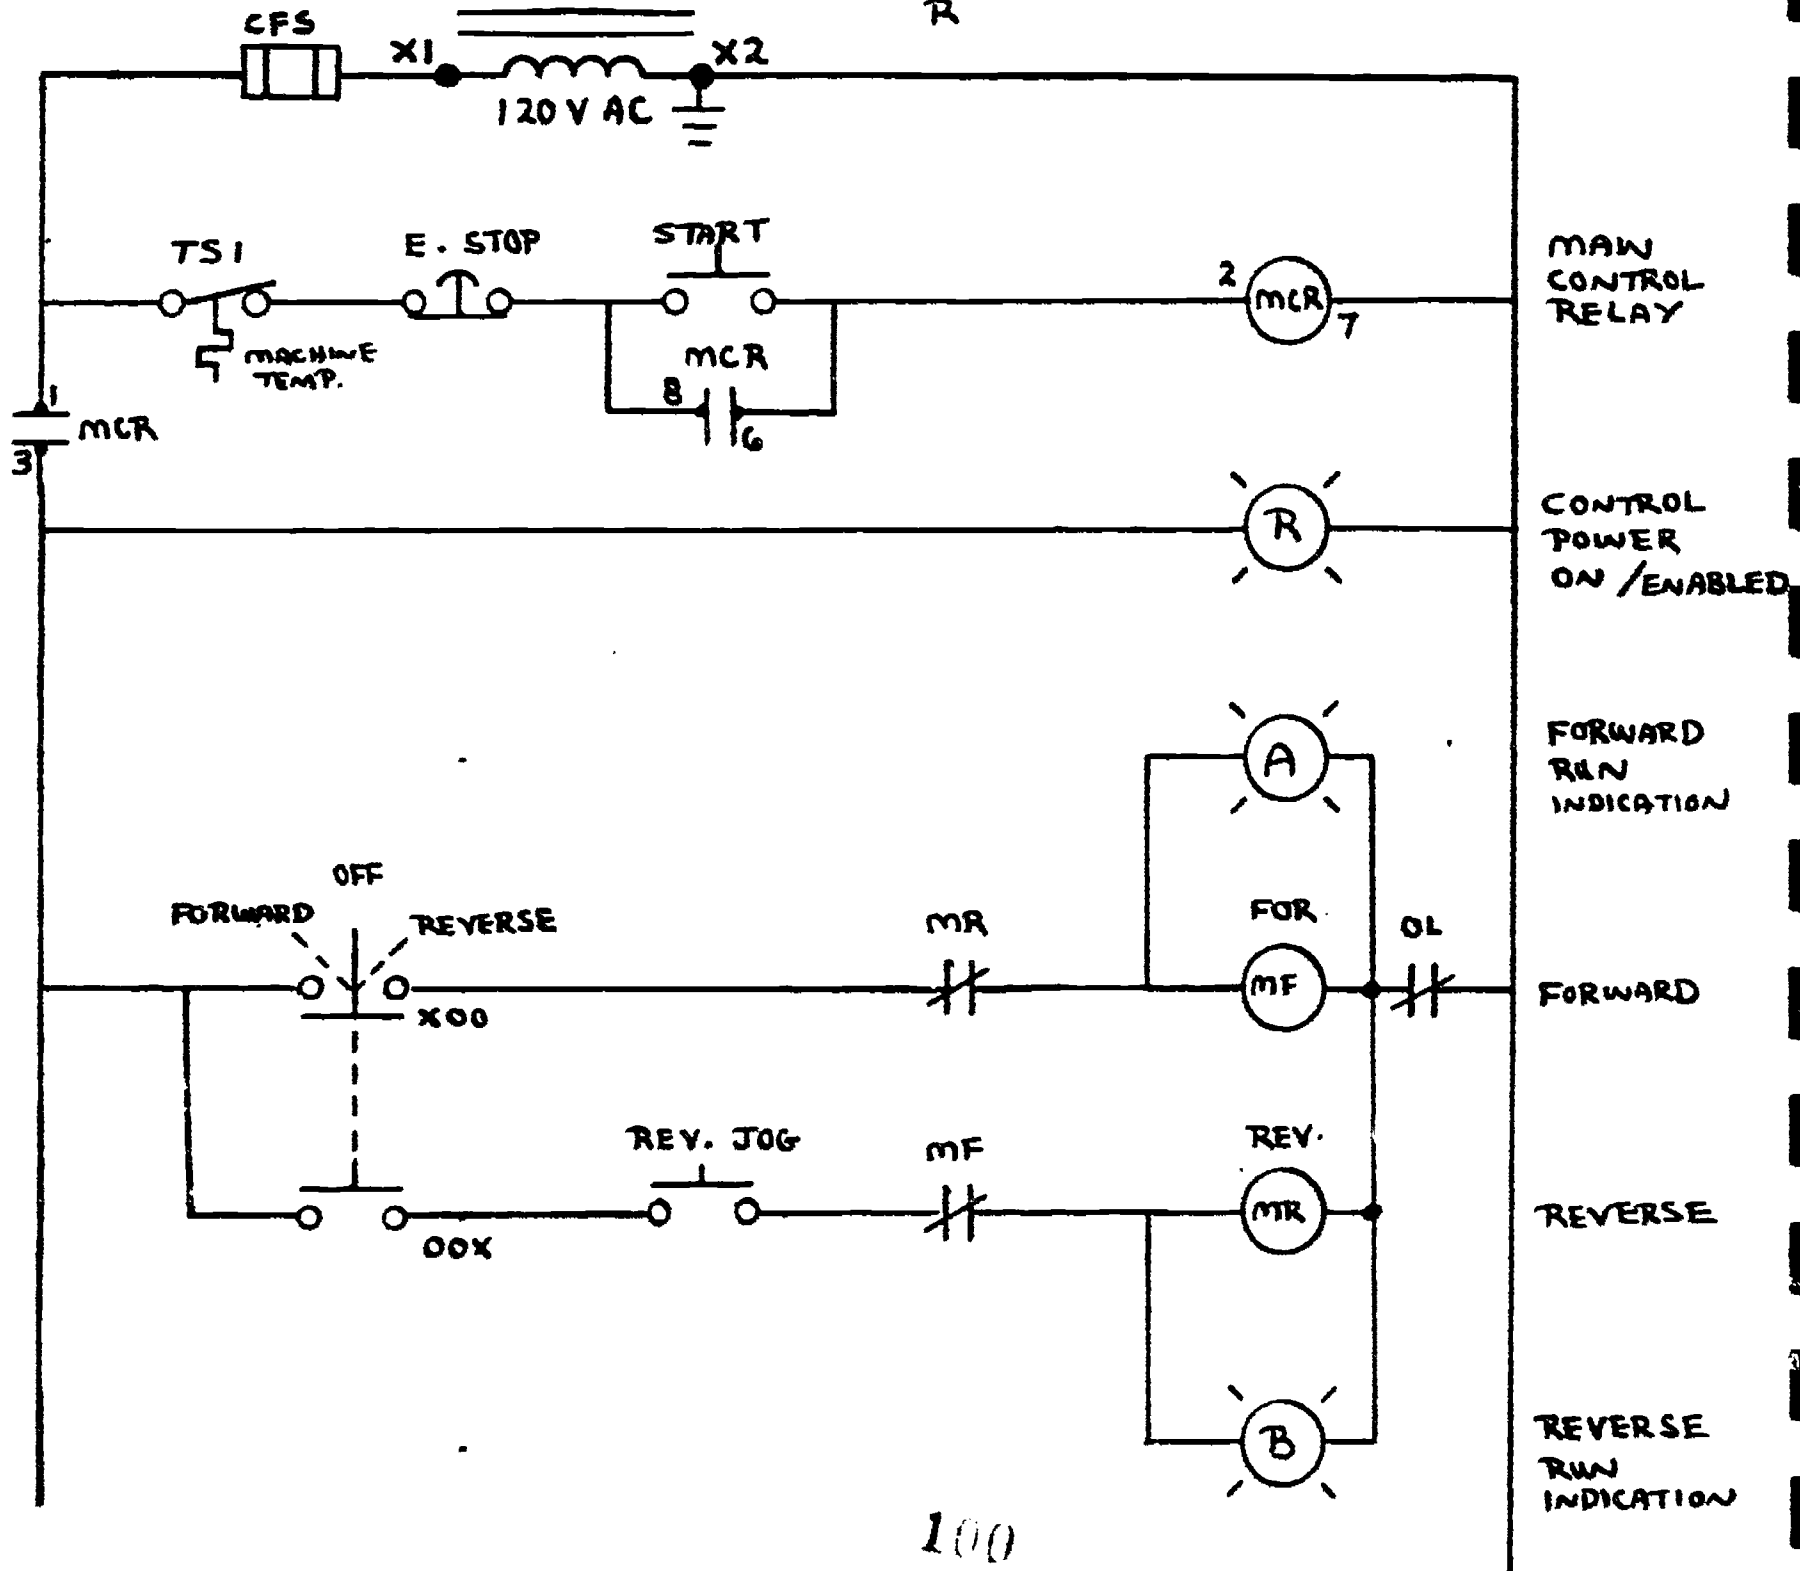 R
CFS
X1
X2
120V AC
TS1
E. STOP
START
MACHINE
TEMP.
MCR
8
6
2
MCR
7
MAIN
CONTROL
RELAY
1
MCR
3
R
CONTROL
POWER
ON /ENABLED
A
FORWARD
RUN
INDICATION
OFF
FORWARD
REVERSE
X00
MR
FOR
MF
OL
FORWARD
REV. JOG
00X
MF
REV.
MR
REVERSE
B
REVERSE
RUN
INDICATION
100